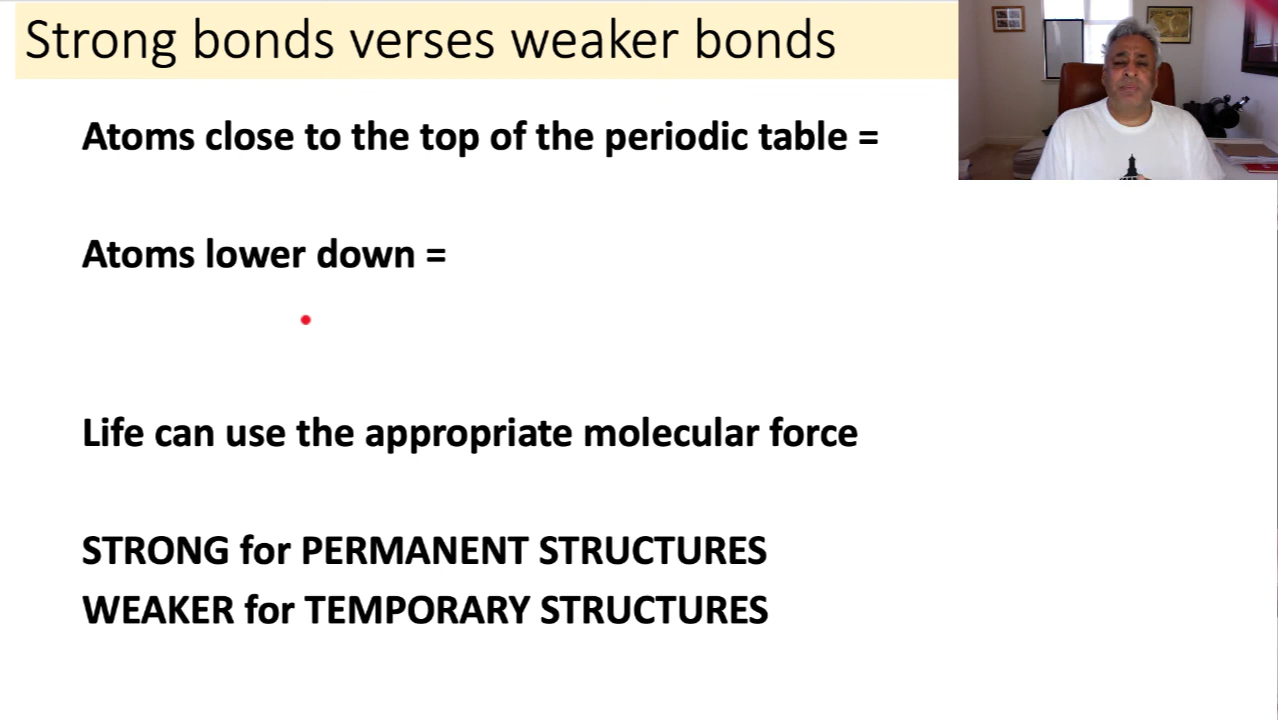 Strong bonds verses weaker bonds
Atoms close to the top of the periodic table =
Atoms lower down =
Life can use the appropriate molecular force
STRONG for PERMANENT STRUCTURES
WEAKER for TEMPORARY STRUCTURES